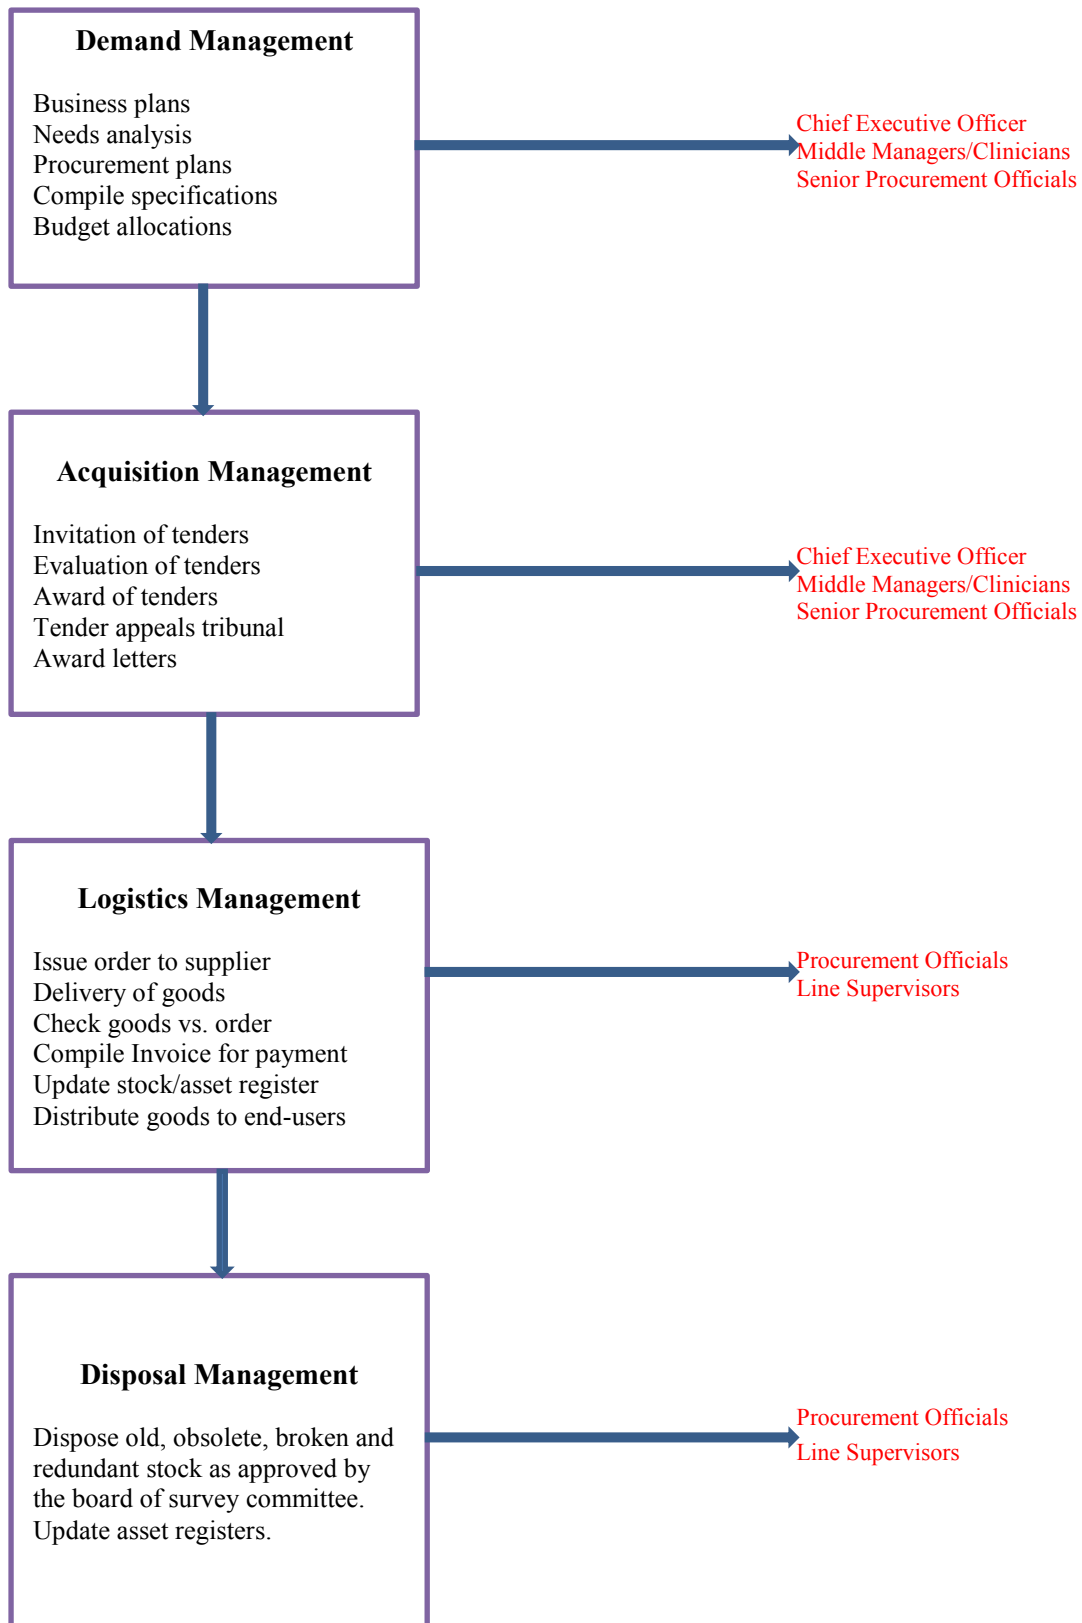 Demand Management
Business plans
Needs analysis
Procurement plans
Compile specifications
Budget allocations
Chief Executive Officer
Middle Managers/Clinicians
Senior Procurement Officials
Acquisition Management
Invitation of tenders
Evaluation of tenders
Award of tenders
Tender appeals tribunal
Award letters
Chief Executive Officer
Middle Managers/Clinicians
Senior Procurement Officials
Logistics Management
Issue order to supplier
Delivery of goods
Check goods vs. order
Compile Invoice for payment
Update stock/asset register
Distribute goods to end-users
Procurement Officials
Line Supervisors
Disposal Management
Dispose old, obsolete, broken and
redundant stock as approved by
the board of survey committee.
Update asset registers.
Procurement Officials
Line Supervisors